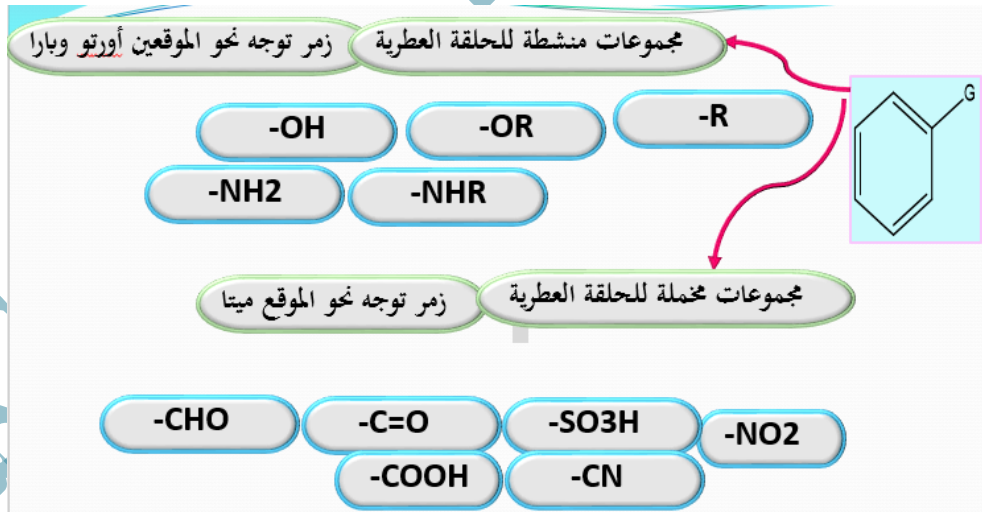 مجموعات منشطة للحلقة العطرية زمر توجه نحو الموقعين أورتو وبارا
G
-OH -OR -R
-NH2 -NHR
مجموعات مخملة للحلقة العطرية زمر توجه نحو الموقع ميتا
-CHO -C=O -SO3H -NO2
-COOH -CN